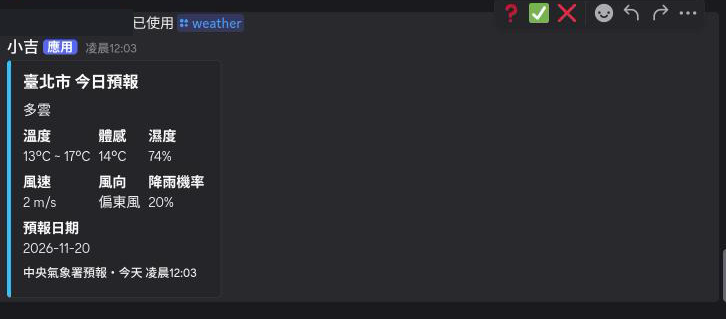 已使用 weather
小吉 應用 凌晨12:03
臺北市 今日預報
多雲
溫度 體感 濕度
13°C ~ 17°C 14°C 74%
風速 風向 降雨機率
2 m/s 偏東風 20%
預報日期
2026-11-20
中央氣象署預報 • 今天 凌晨12:03